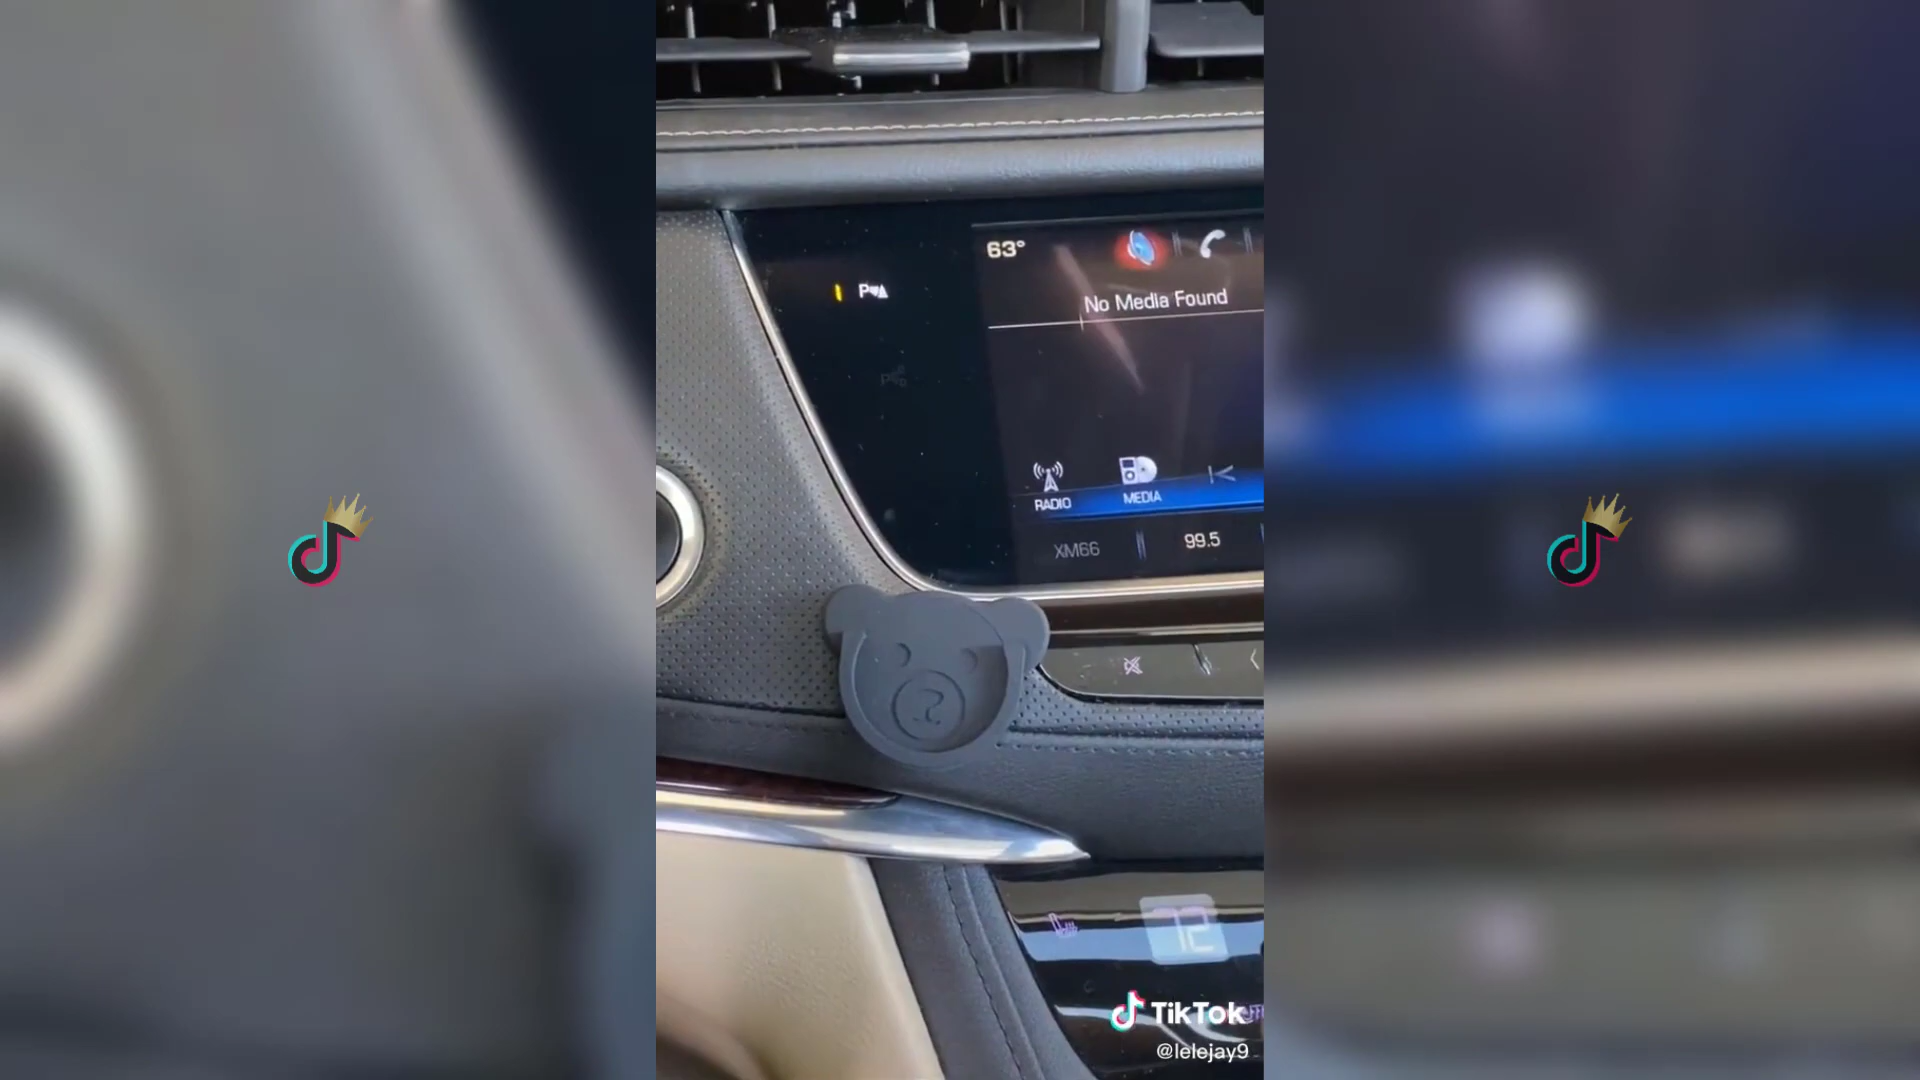 63°
No Media Found
RADIO
MEDIA
XM66
99.5
72
TikTok
@lelejay9